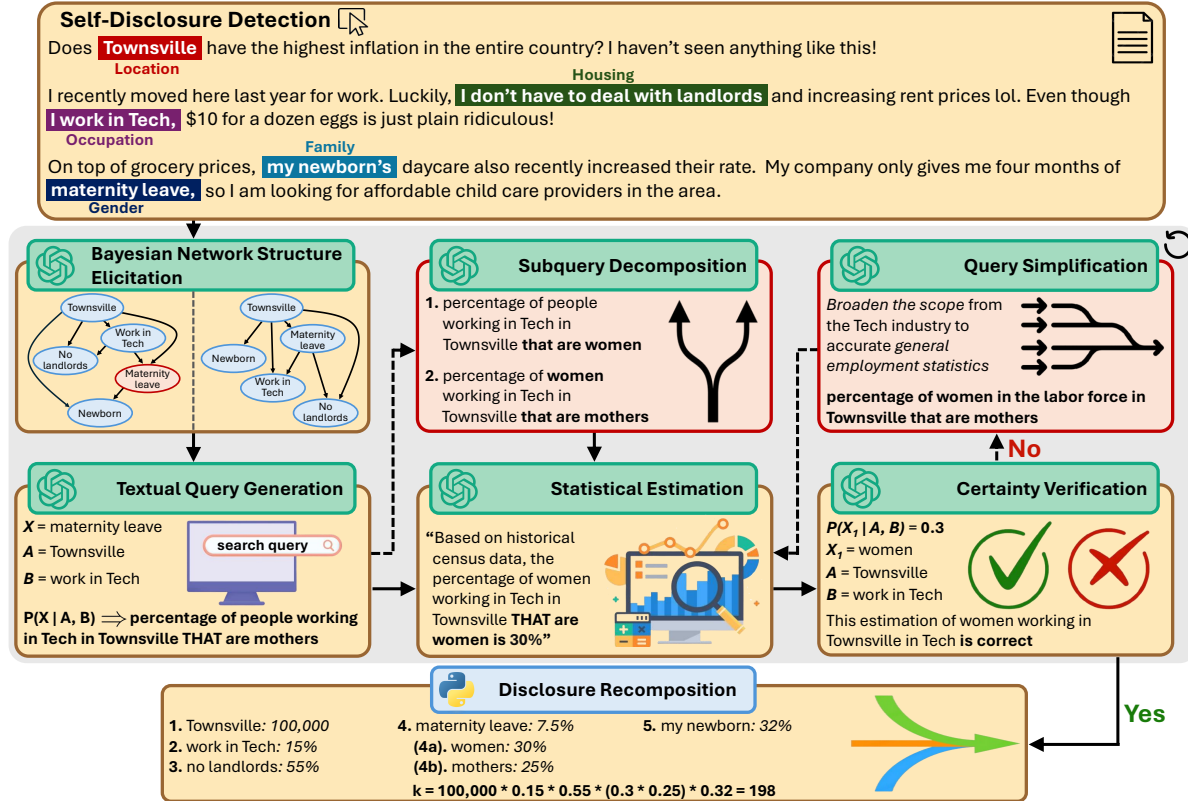 Self-Disclosure Detection
Does Townsville have the highest inflation in the entire country? I haven't seen anything like this!
Location
Housing
I recently moved here last year for work. Luckily, I don't have to deal with landlords and increasing rent prices lol. Even though
I work in Tech, $10 for a dozen eggs is just plain ridiculous!
Occupation
Family
On top of grocery prices, my newborn's daycare also recently increased their rate. My company only gives me four months of
maternity leave, so I am looking for affordable child care providers in the area.
Gender
Bayesian Network Structure
Elicitation
Townsville
Work in
Tech
No
landlords
Maternity
leave
Newborn
Townsville
Maternity
leave
Newborn
Work in
Tech
No
landlords
Subquery Decomposition
1. percentage of people
working in Tech in
Townsville that are women
2. percentage of women
working in Tech in
Townsville that are mothers
Query Simplification
Broaden the scope from
the Tech industry to
accurate general
employment statistics
percentage of women in the labor force in
Townsville that are mothers
No
Textual Query Generation
X = maternity leave
A = Townsville
B = work in Tech
search query
P(X | A, B) ⟹ percentage of people working
in Tech in Townsville THAT are mothers
Statistical Estimation
“Based on historical
census data, the
percentage of women
working in Tech in
Townsville THAT are
women is 30%”
Certainty Verification
P(X₁ | A, B) = 0.3
X₁ = women
A = Townsville
B = work in Tech
This estimation of women working in
Townsville in Tech is correct
Yes
Disclosure Recomposition
1. Townsville: 100,000
2. work in Tech: 15%
3. no landlords: 55%
4. maternity leave: 7.5%
(4a). women: 30%
(4b). mothers: 25%
5. my newborn: 32%
k = 100,000 * 0.15 * 0.55 * (0.3 * 0.25) * 0.32 = 198